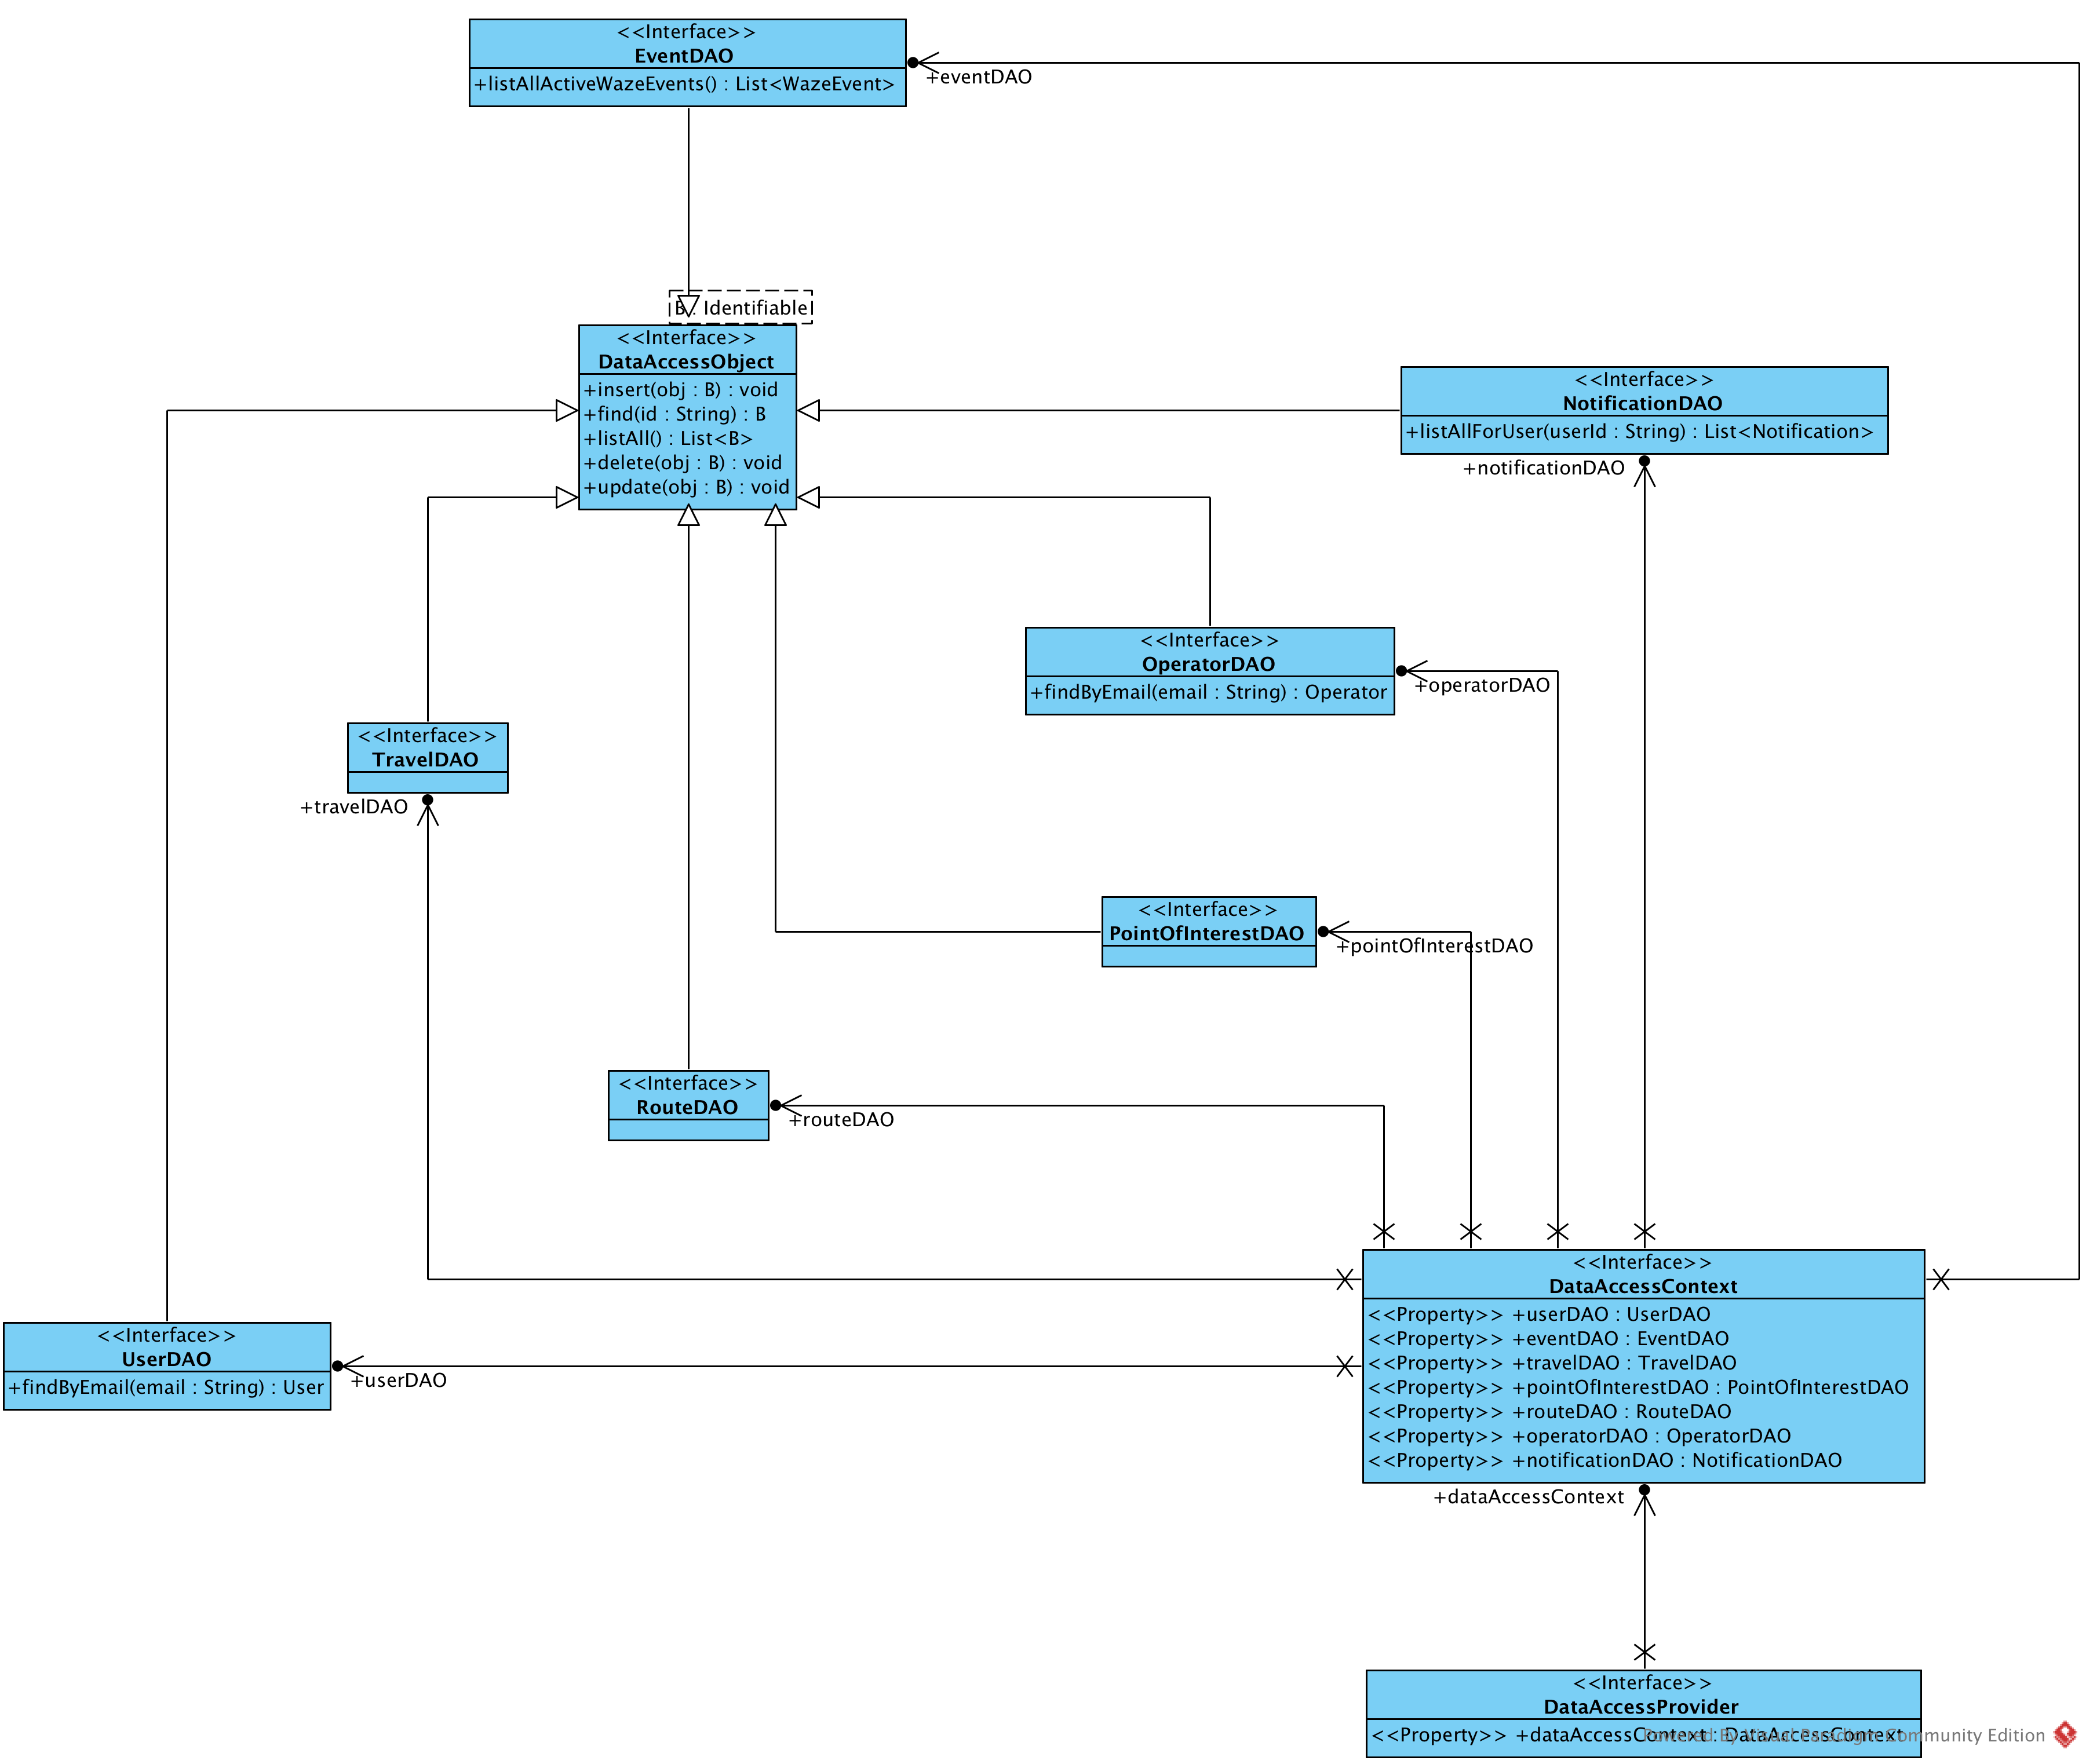 <<Interface>>
EventDAO
+listAllActiveWazeEvents() : List<WazeEvent>
+eventDAO
B : Identifiable
<<Interface>>
DataAccessObject
+insert(obj : B) : void
+find(id : String) : B
+listAll() : List<B>
+delete(obj : B) : void
+update(obj : B) : void
<<Interface>>
NotificationDAO
+listAllForUser(userId : String) : List<Notification>
+notificationDAO
<<Interface>>
OperatorDAO
+findByEmail(email : String) : Operator
+operatorDAO
<<Interface>>
TravelDAO
+travelDAO
<<Interface>>
PointOfInterestDAO
+pointOfInterestDAO
<<Interface>>
RouteDAO
+routeDAO
<<Interface>>
DataAccessContext
<<Property>> +userDAO : UserDAO
<<Property>> +eventDAO : EventDAO
<<Property>> +travelDAO : TravelDAO
<<Property>> +pointOfInterestDAO : PointOfInterestDAO
<<Property>> +routeDAO : RouteDAO
<<Property>> +operatorDAO : OperatorDAO
<<Property>> +notificationDAO : NotificationDAO
<<Interface>>
UserDAO
+findByEmail(email : String) : User
+userDAO
+dataAccessContext
<<Interface>>
DataAccessProvider
<<Property>> +dataAccessContext : DataAccessContext
Powered By Visual Paradigm Community Edition